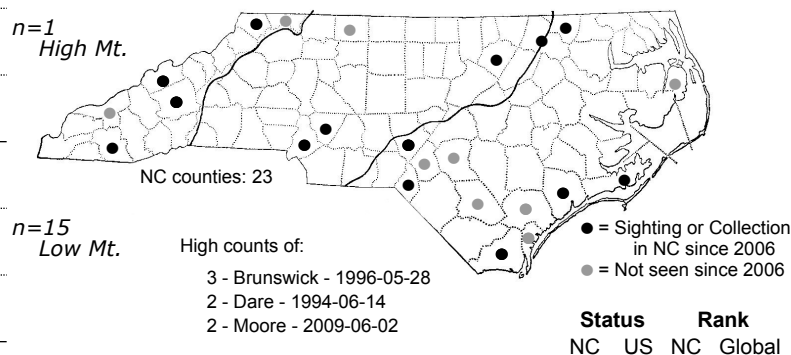 n=1
High Mt.
NC counties: 23
n=15
Low Mt.
High counts of:
3 - Brunswick - 1996-05-28
2 - Dare - 1994-06-14
2 - Moore - 2009-06-02
● = Sighting or Collection
in NC since 2006
● = Not seen since 2006
Status Rank
NC US NC Global